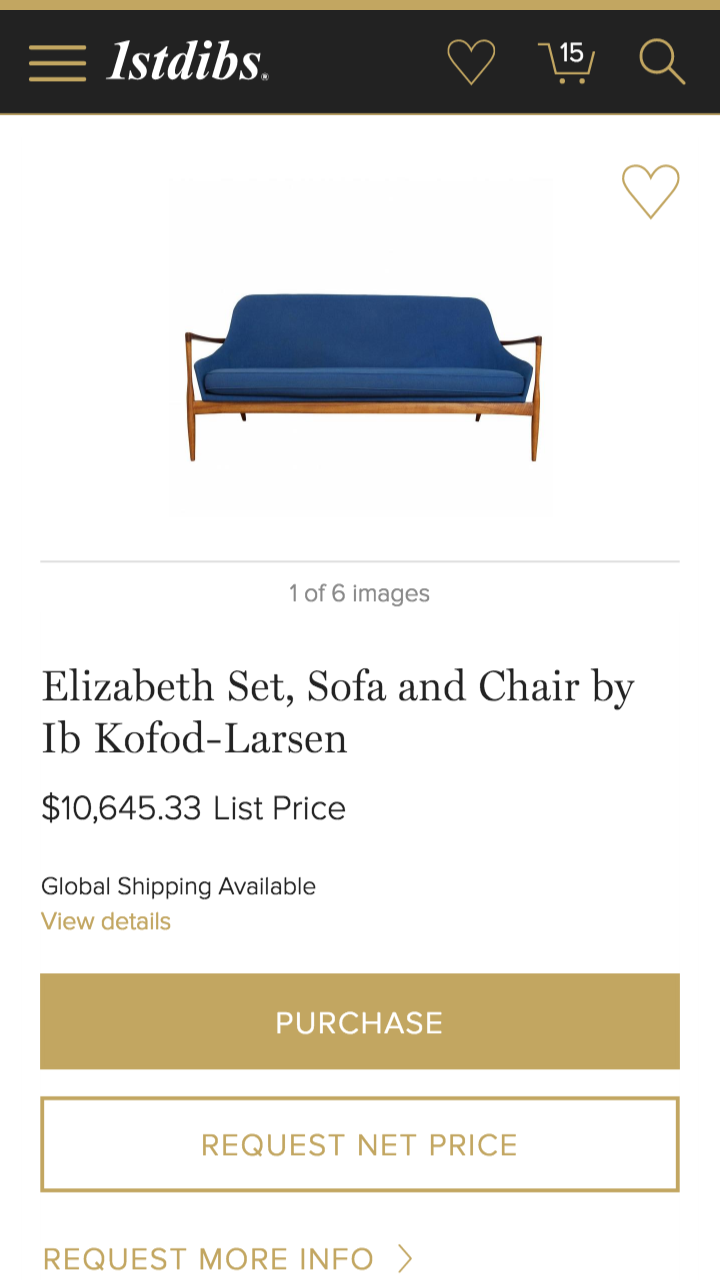 1stdibs.
15
1 of 6 images
Elizabeth Set, Sofa and Chair by
Ib Kofod-Larsen
$10,645.33 List Price
Global Shipping Available
View details
PURCHASE
REQUEST NET PRICE
REQUEST MORE INFO